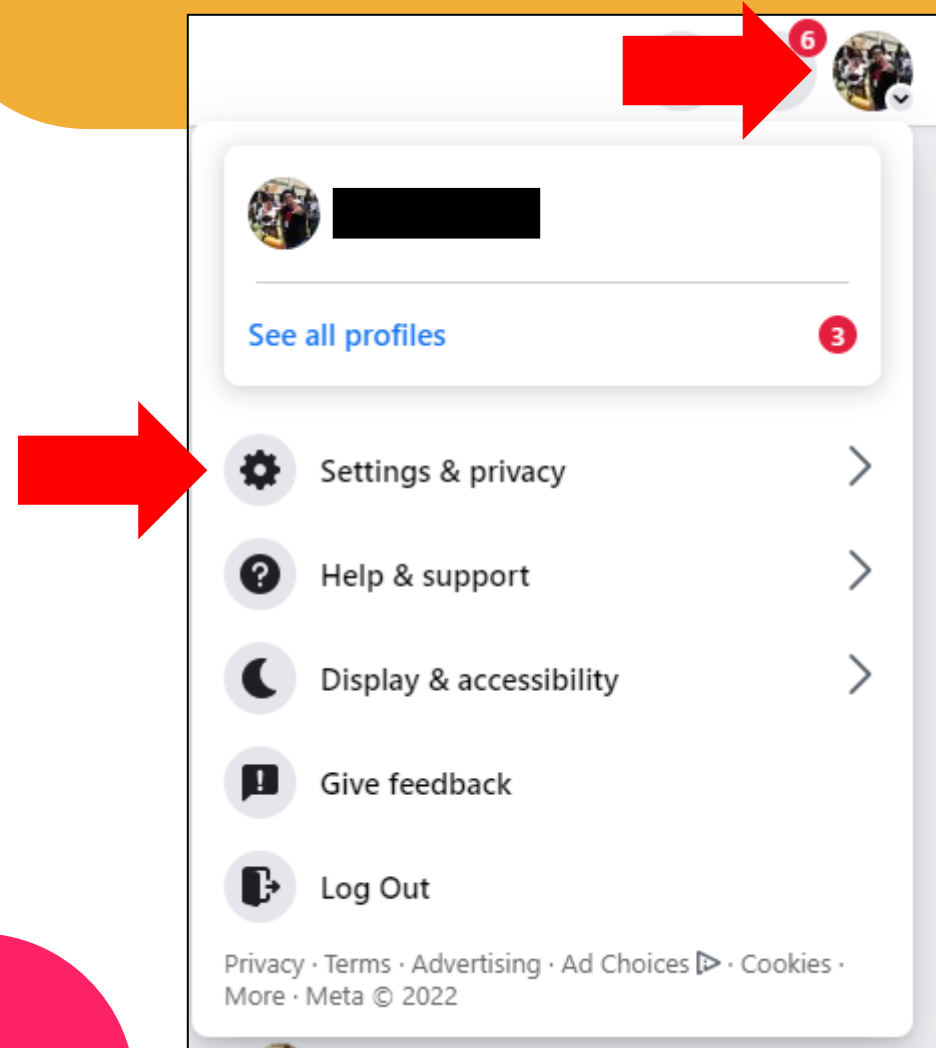 6
See all profiles
3
Settings & privacy
Help & support
Display & accessibility
Give feedback
Log Out
Privacy · Terms · Advertising · Ad Choices · Cookies ·
More · Meta © 2022